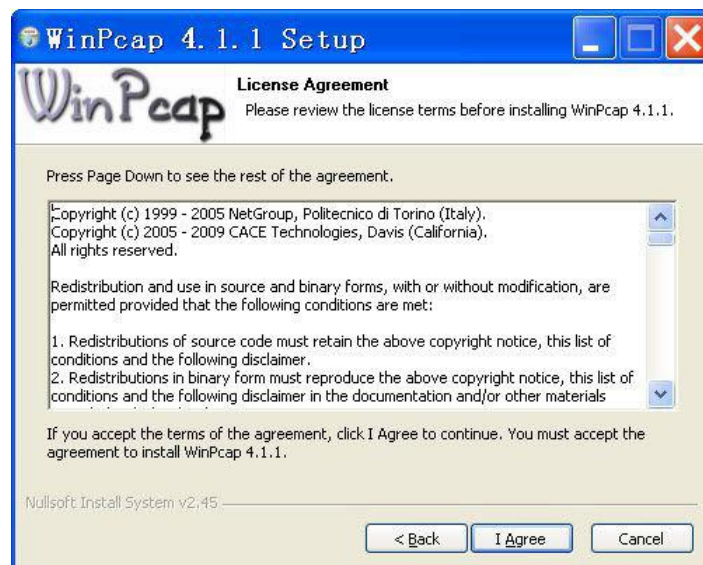 WinPcap 4.1.1 Setup
WinPcap
License Agreement
Please review the license terms before installing WinPcap 4.1.1.
Press Page Down to see the rest of the agreement.
Copyright (c) 1999 - 2005 NetGroup, Politecnico di Torino (Italy).
Copyright (c) 2005 - 2009 CACE Technologies, Davis (California).
All rights reserved.
Redistribution and use in source and binary forms, with or without modification, are
permitted provided that the following conditions are met:
1. Redistributions of source code must retain the above copyright notice, this list of
conditions and the following disclaimer.
2. Redistributions in binary form must reproduce the above copyright notice, this list of
conditions and the following disclaimer in the documentation and/or other materials
If you accept the terms of the agreement, click I Agree to continue. You must accept the
agreement to install WinPcap 4.1.1.
Nullsoft Install System v2.45
< Back
I Agree
Cancel